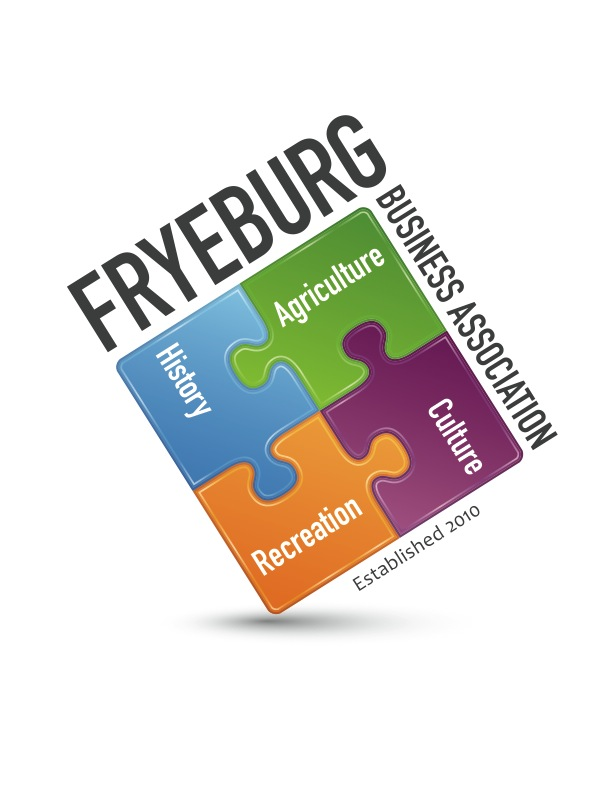 FRYEBURG
BUSINESS ASSOCIATION
Agriculture
History
Culture
Recreation
Established 2010